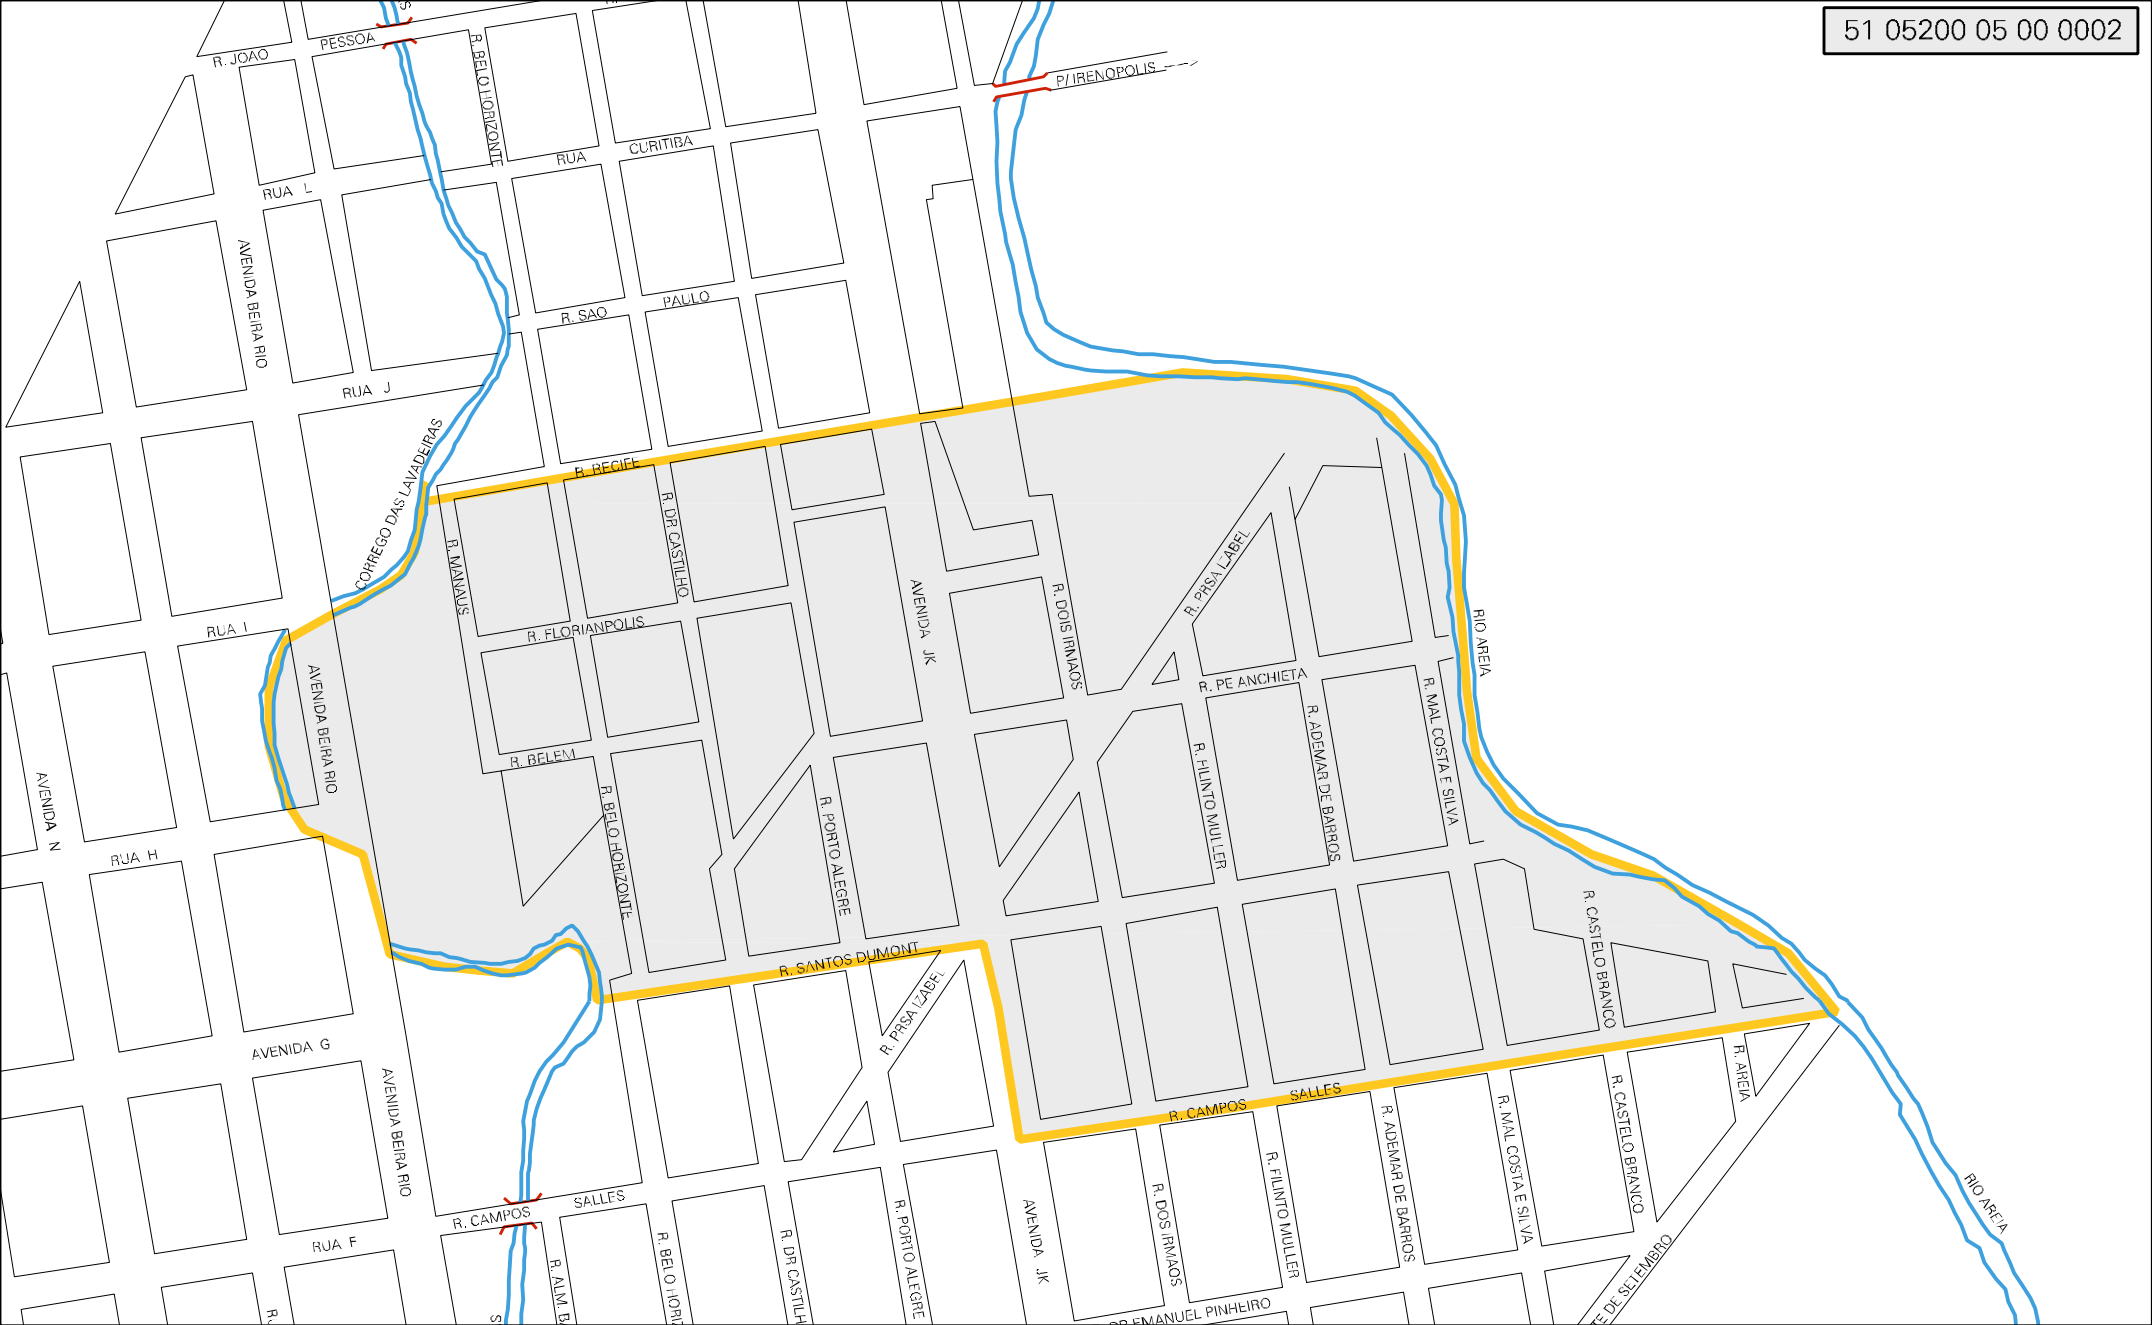 51 05200 05 00 0002
R. JOAO
PESSOA
R. BELO HORIZONTE
P/ IRENOPOLIS
RUA
CURITIBA
RUA L
AVENIDA BEIRA RIO
R. SAO
PAULO
RUA J
CORREGO DAS LAVADEIRAS
R. RECIFE
R. DR CASTILHO
R. MANAUS
R. PRSA IZABEL
AVENIDA JK
R. DOIS IRMAOS
R. FLORIANPOLIS
RUA I
RIO AREIA
R. PE ANCHIETA
R. MAL COSTA E SILVA
AVENIDA BEIRA RIO
R. ADEMAR DE BARROS
R. FILINTO MULLER
R. BELEM
AVENIDA N
R. BELO HORIZONTE
R. PORTO ALEGRE
RUA H
R. CASTELO BRANCO
R. SANTOS DUMONT
R. PRSA IZABEL
AVENIDA G
R. AREIA
AVENIDA BEIRA RIO
R. CAMPOS
SALLES
R. CASTELO BRANCO
R. MAL COSTA E SILVA
R. ADEMAR DE BARROS
R. FILINTO MULLER
RIO AREIA
R. DOS IRMAOS
R. CAMPOS
SALLES
AVENIDA JK
R. PORTO ALEGRE
R. DR CASTILH
R. BELO HORIZ
RUA F
R. ALM. B
TE DE SETEMBRO
DR EMANUEL PINHEIRO